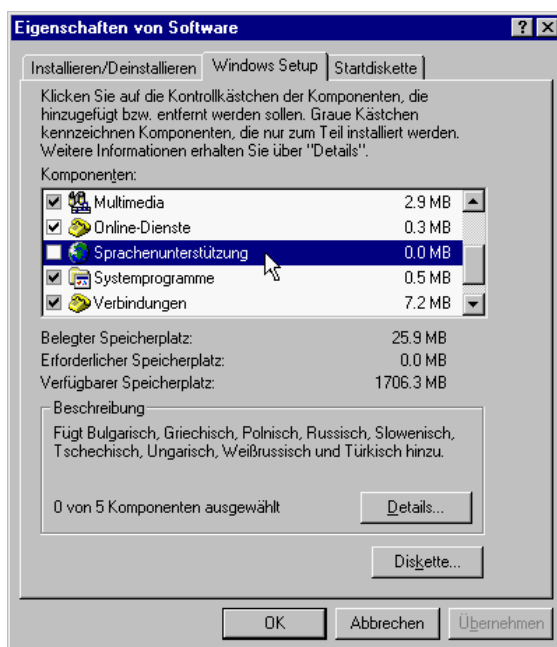 Eigenschaften von Software
Installieren/Deinstallieren Windows Setup Startdiskette
Klicken Sie auf die Kontrollkästchen der Komponenten, die
hinzugefügt bzw. entfernt werden sollen. Graue Kästchen
kennzeichnen Komponenten, die nur zum Teil installiert werden.
Weitere Informationen erhalten Sie über "Details".
Komponenten:
Multimedia 2.9 MB
Online-Dienste 0.3 MB
Sprachenunterstützung 0.0 MB
Systemprogramme 0.5 MB
Verbindungen 7.2 MB
Belegter Speicherplatz: 25.9 MB
Erforderlicher Speicherplatz: 0.0 MB
Verfügbarer Speicherplatz: 1706.3 MB
Beschreibung
Fügt Bulgarisch, Griechisch, Polnisch, Russisch, Slowenisch,
Tschechisch, Ungarisch, Weißrussisch und Türkisch hinzu.
0 von 5 Komponenten ausgewählt Details...
Diskette...
OK Abbrechen Übernehmen